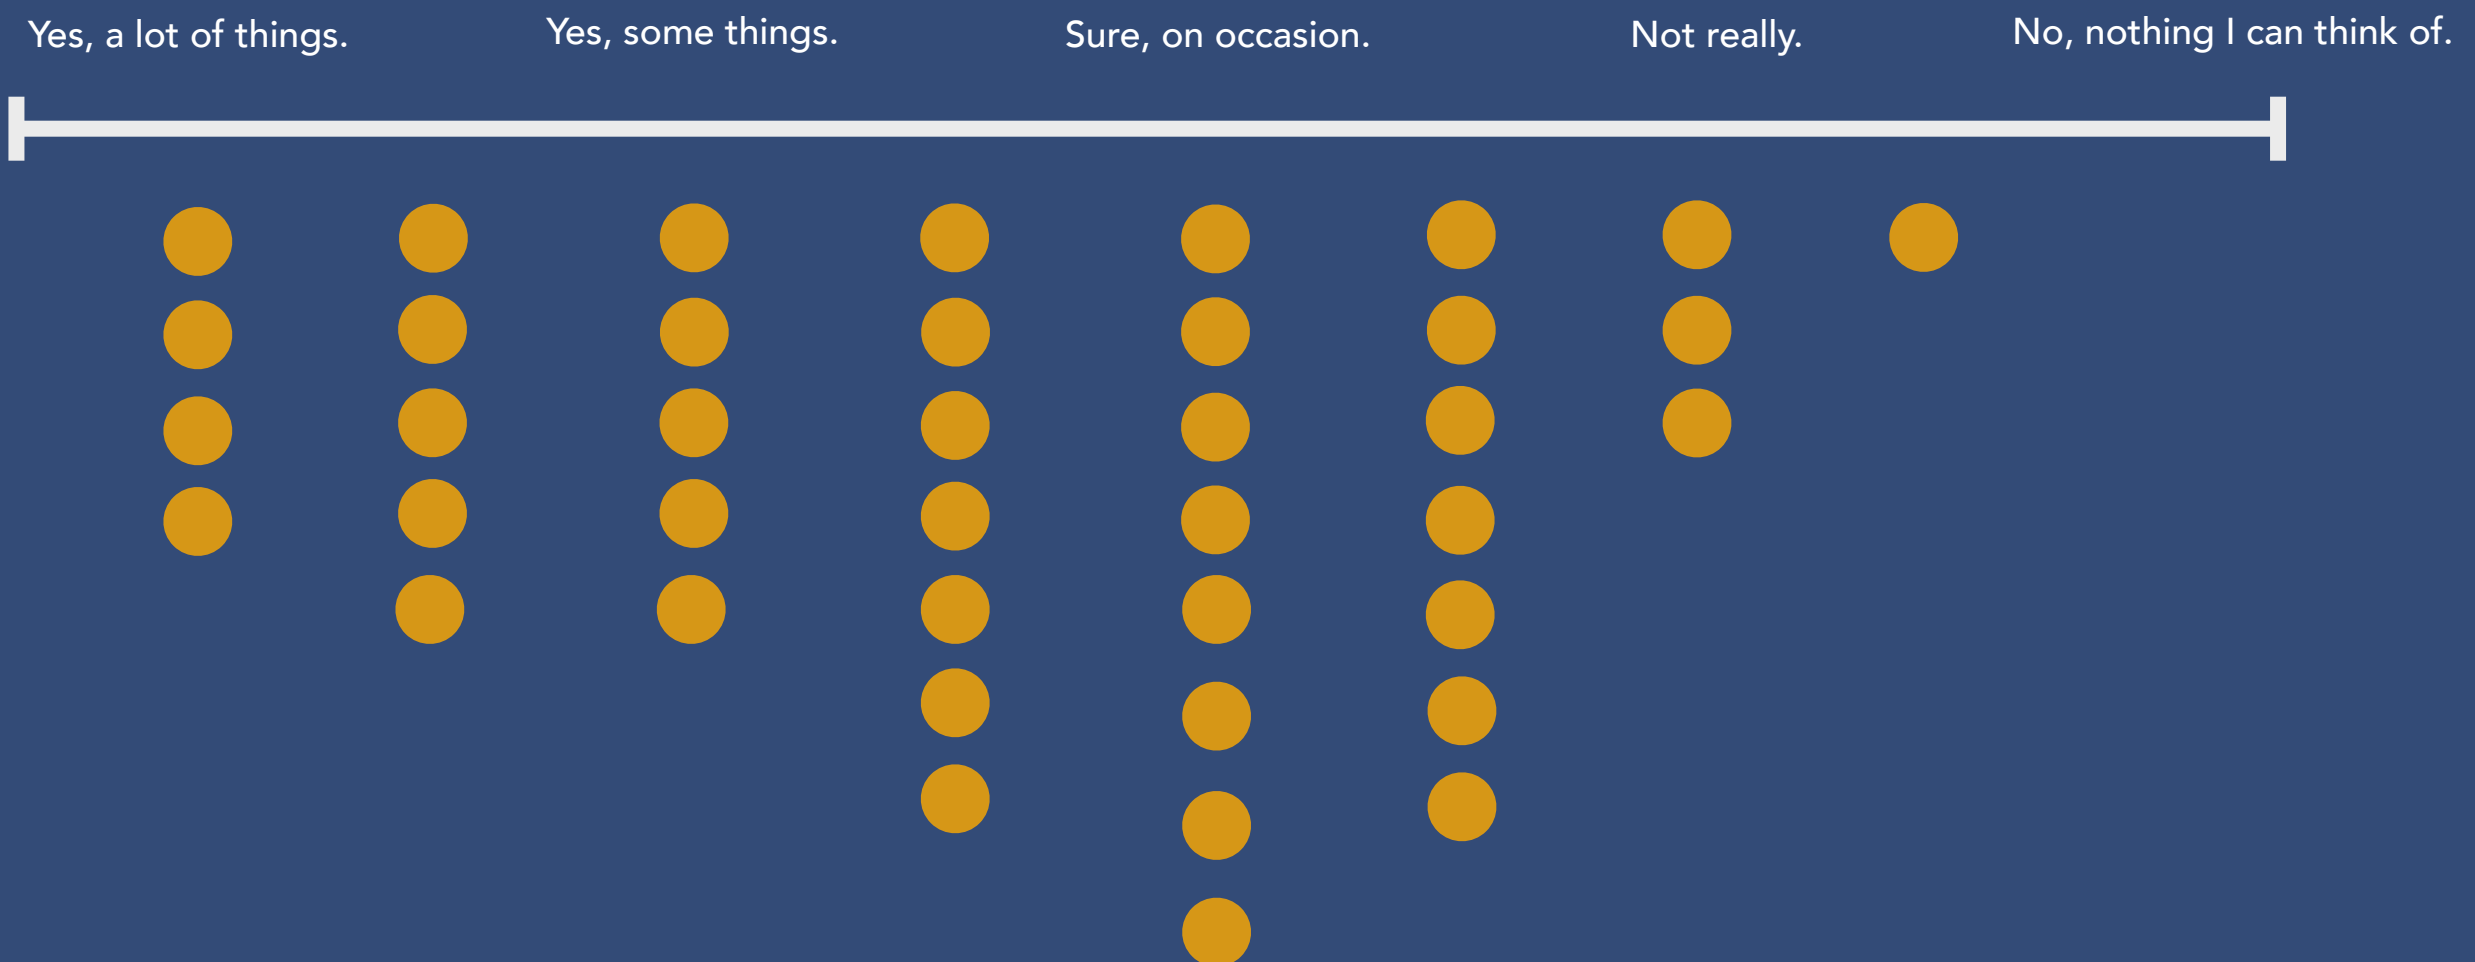 Yes, a lot of things.
Yes, some things.
Sure, on occasion.
Not really.
No, nothing I can think of.